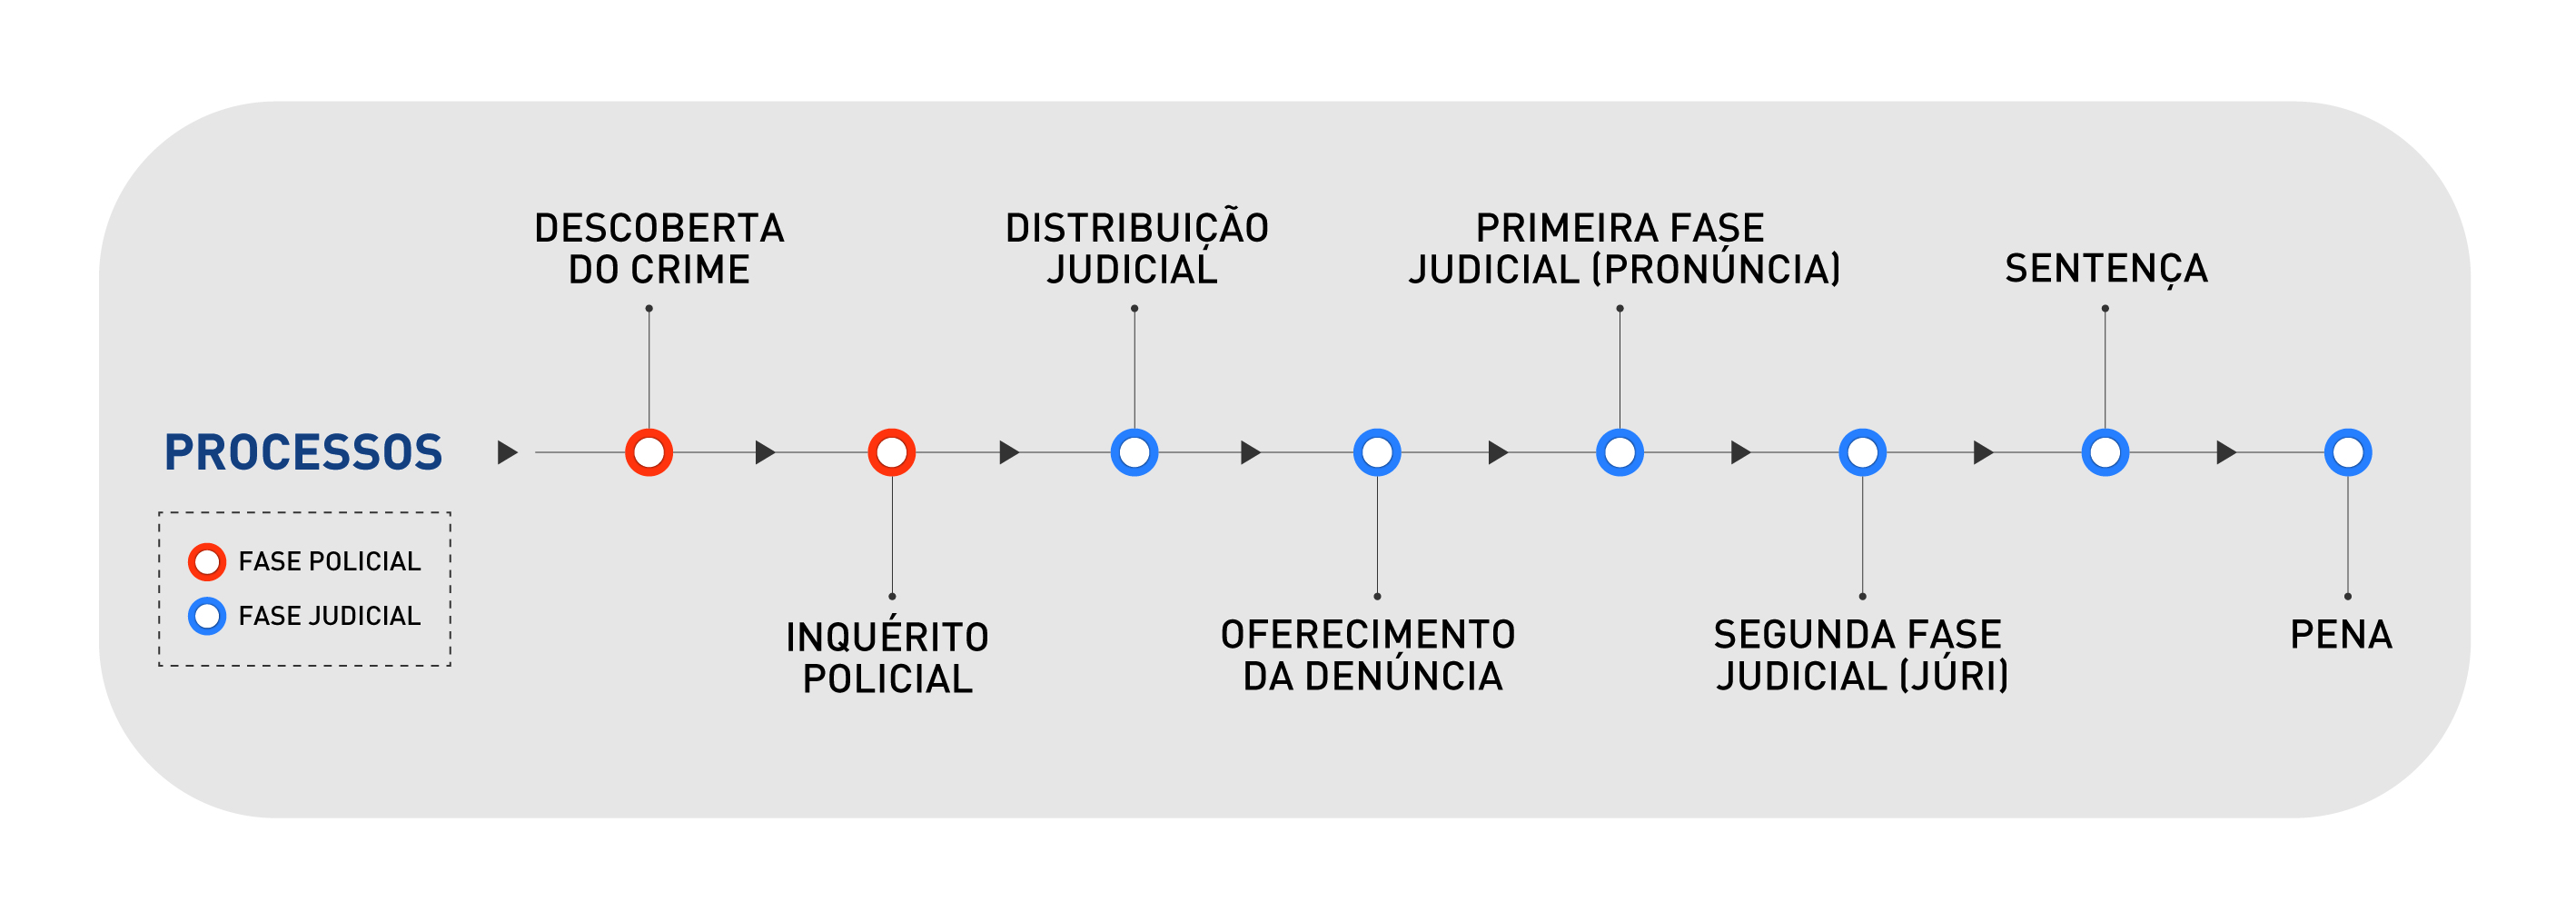 DESCOBERTA
DO CRIME
DISTRIBUIÇÃO
JUDICIAL
PRIMEIRA FASE
JUDICIAL (PRONÚNCIA)
SENTENÇA
PROCESSOS
FASE POLICIAL
FASE JUDICIAL
INQUÉRITO
POLICIAL
OFERECIMENTO
DA DENÚNCIA
SEGUNDA FASE
JUDICIAL (JÚRI)
PENA